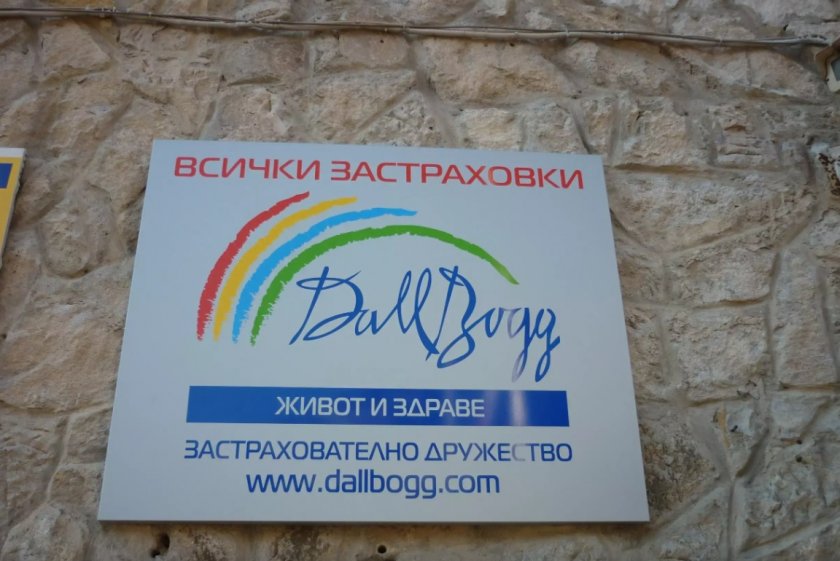 ВСИЧКИ ЗАСТРАХОВКИ
DallBogg
ЖИВОТ И ЗДРАВЕ
ЗАСТРАХОВАТЕЛНО ДРУЖЕСТВО
www.dallbogg.com